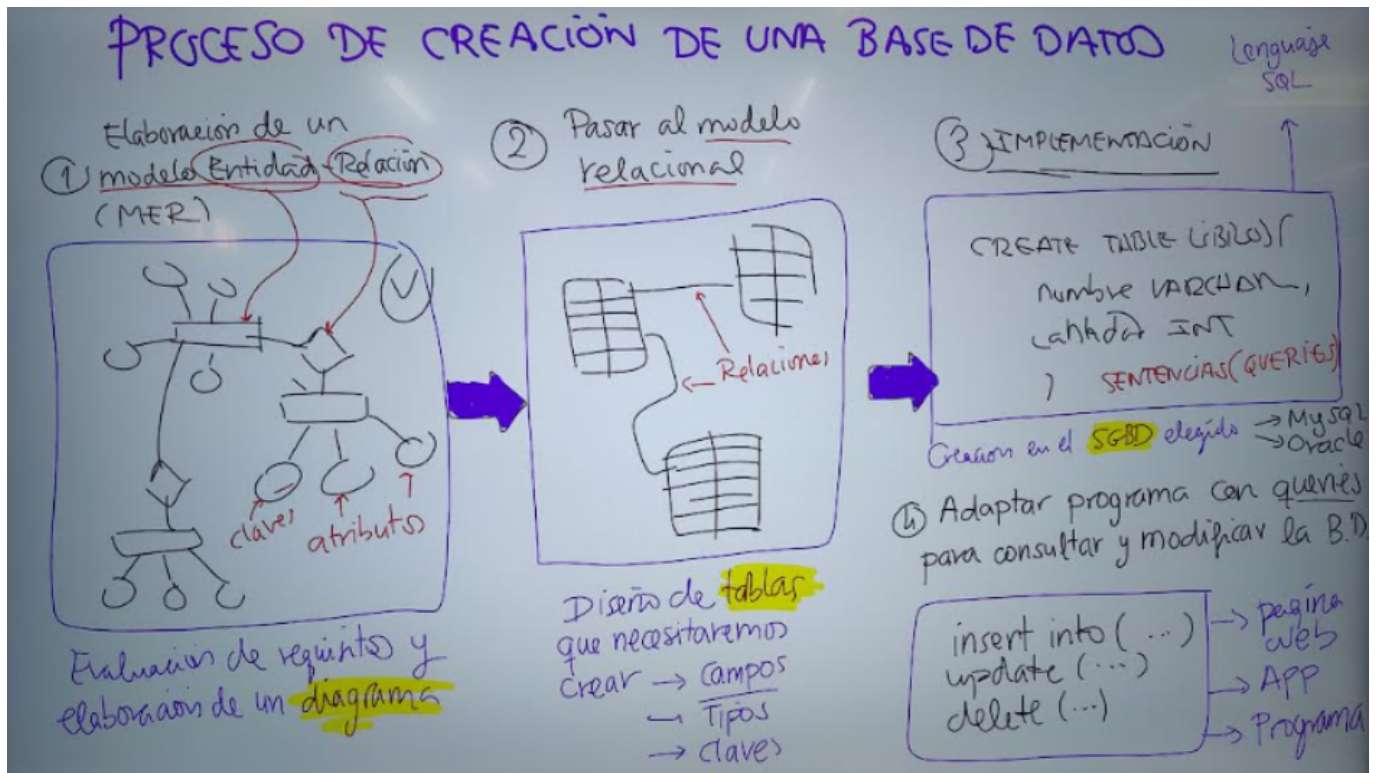 PROCESO DE CREACIÓN DE UNA BASE DE DATOS
Lenguaje
SQL
Elaboración de un
① modelo Entidad-Relación
(MER)
claves
atributos
Evaluación de requisitos y
elaboración de un diagrama
② Pasar al modelo
relacional
Relaciones
Diseño de tablas
que necesitaremos
crear → campos
→ Tipos
→ claves
③ IMPLEMENTACIÓN
CREATE TABLE LIBROS(
nombre VARCHAR,
INT
) SENTENCIAS (QUERIES)
Creación en el SGBD elegido → MySQL
→ Oracle
④ Adaptar programa con queries
para consultar y modificar la B.D
insert into (...)
update (...)
delete (...)
→ pagina
web
→ App
→ Programa